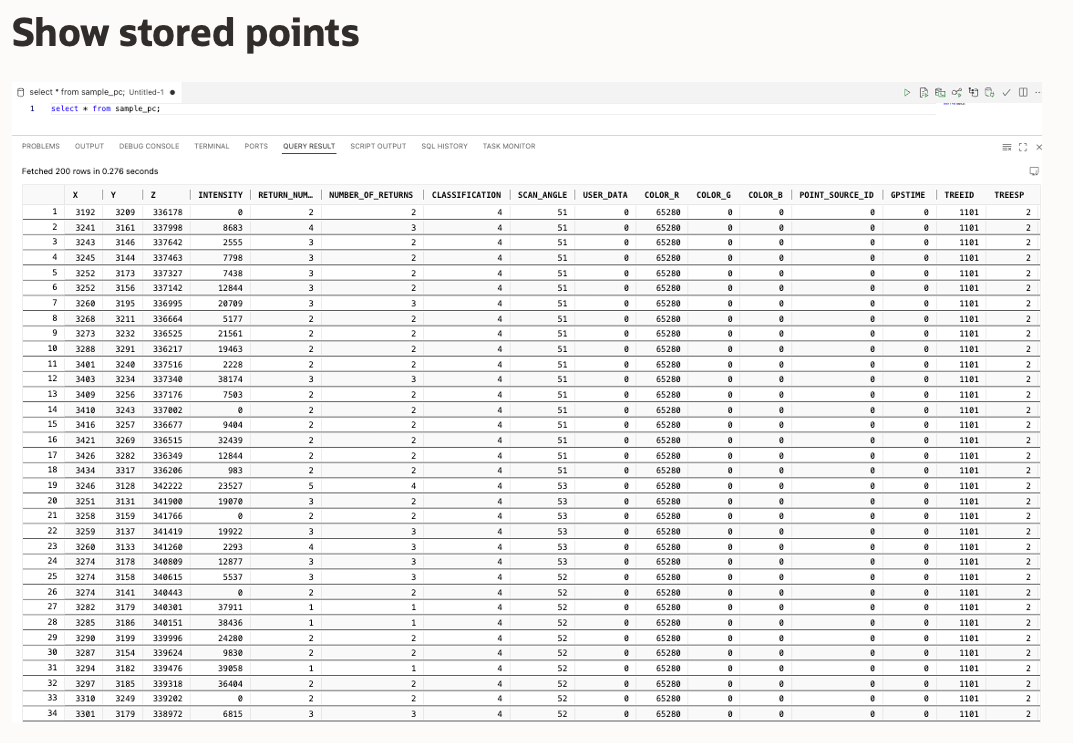 Show stored points
select * from sample_pc; Untitled-1
1 select * from sample_pc;
PROBLEMS OUTPUT DEBUG CONSOLE TERMINAL PORTS QUERY RESULT SCRIPT OUTPUT SQL HISTORY TASK MONITOR
Fetched 200 rows in 0.276 seconds
X Y Z INTENSITY RETURN_NUM… NUMBER_OF_RETURNS CLASSIFICATION SCAN_ANGLE USER_DATA COLOR_R COLOR_G COLOR_B POINT_SOURCE_ID GPSTIME TREEID TREESP
1 3192 3209 336178 0 2 2 4 51 0 65280 0 0 0 0 1101 2
2 3241 3161 337998 8683 4 3 4 51 0 65280 0 0 0 0 1101 2
3 3243 3146 337642 2555 3 2 4 51 0 65280 0 0 0 0 1101 2
4 3245 3144 337463 7798 3 2 4 51 0 65280 0 0 0 0 1101 2
5 3252 3173 337327 7438 3 2 4 51 0 65280 0 0 0 0 1101 2
6 3252 3156 337142 12844 3 2 4 51 0 65280 0 0 0 0 1101 2
7 3260 3195 336995 20709 3 3 4 51 0 65280 0 0 0 0 1101 2
8 3268 3211 336664 5177 2 2 4 51 0 65280 0 0 0 0 1101 2
9 3273 3232 336525 21561 2 2 4 51 0 65280 0 0 0 0 1101 2
10 3288 3291 336217 19463 2 2 4 51 0 65280 0 0 0 0 1101 2
11 3401 3240 337516 2228 2 2 4 51 0 65280 0 0 0 0 1101 2
12 3403 3234 337340 38174 3 3 4 51 0 65280 0 0 0 0 1101 2
13 3409 3256 337176 7503 2 2 4 51 0 65280 0 0 0 0 1101 2
14 3410 3243 337002 0 2 2 4 51 0 65280 0 0 0 0 1101 2
15 3416 3257 336677 9404 2 2 4 51 0 65280 0 0 0 0 1101 2
16 3421 3269 336515 32439 2 2 4 51 0 65280 0 0 0 0 1101 2
17 3426 3282 336349 12844 2 2 4 51 0 65280 0 0 0 0 1101 2
18 3434 3317 336206 983 2 2 4 51 0 65280 0 0 0 0 1101 2
19 3246 3128 342222 23527 5 4 4 53 0 65280 0 0 0 0 1101 2
20 3251 3131 341900 19070 3 2 4 53 0 65280 0 0 0 0 1101 2
21 3258 3159 341766 0 2 2 4 53 0 65280 0 0 0 0 1101 2
22 3259 3137 341419 19922 3 3 4 53 0 65280 0 0 0 0 1101 2
23 3260 3133 341260 2293 4 3 4 53 0 65280 0 0 0 0 1101 2
24 3274 3178 340809 12877 3 3 4 53 0 65280 0 0 0 0 1101 2
25 3274 3158 340615 5537 3 3 4 52 0 65280 0 0 0 0 1101 2
26 3274 3141 340443 0 2 2 4 52 0 65280 0 0 0 0 1101 2
27 3282 3179 340301 37911 1 1 4 52 0 65280 0 0 0 0 1101 2
28 3285 3186 340151 38436 1 1 4 52 0 65280 0 0 0 0 1101 2
29 3290 3199 339996 24280 2 2 4 52 0 65280 0 0 0 0 1101 2
30 3287 3154 339624 9830 2 2 4 52 0 65280 0 0 0 0 1101 2
31 3294 3182 339476 39058 1 1 4 52 0 65280 0 0 0 0 1101 2
32 3297 3185 339318 36404 2 2 4 52 0 65280 0 0 0 0 1101 2
33 3310 3249 339202 0 2 2 4 52 0 65280 0 0 0 0 1101 2
34 3301 3179 338972 6815 3 3 4 52 0 65280 0 0 0 0 1101 2